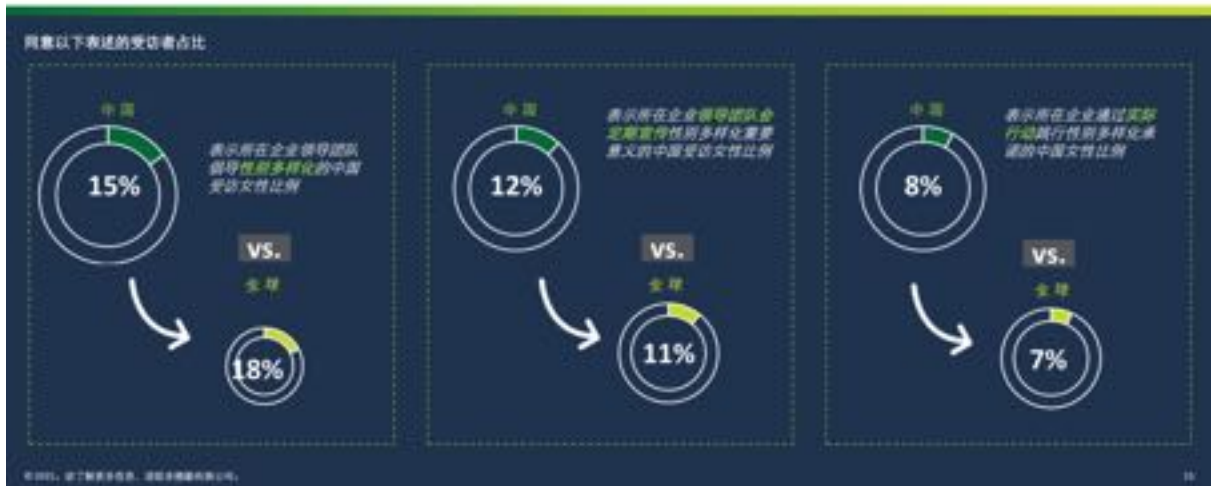 同意以下表述的受访者占比
中国
15%
表示所在企业领导团队
倡导性别多样化的中国
受访女性比例
VS.
全球
18%
中国
12%
表示所在企业领导团队会
定期宣传性别多样化重要
意义的中国受访女性比例
VS.
全球
11%
中国
8%
表示所在企业通过实际
行动践行性别多样化承
诺的中国女性比例
VS.
全球
7%